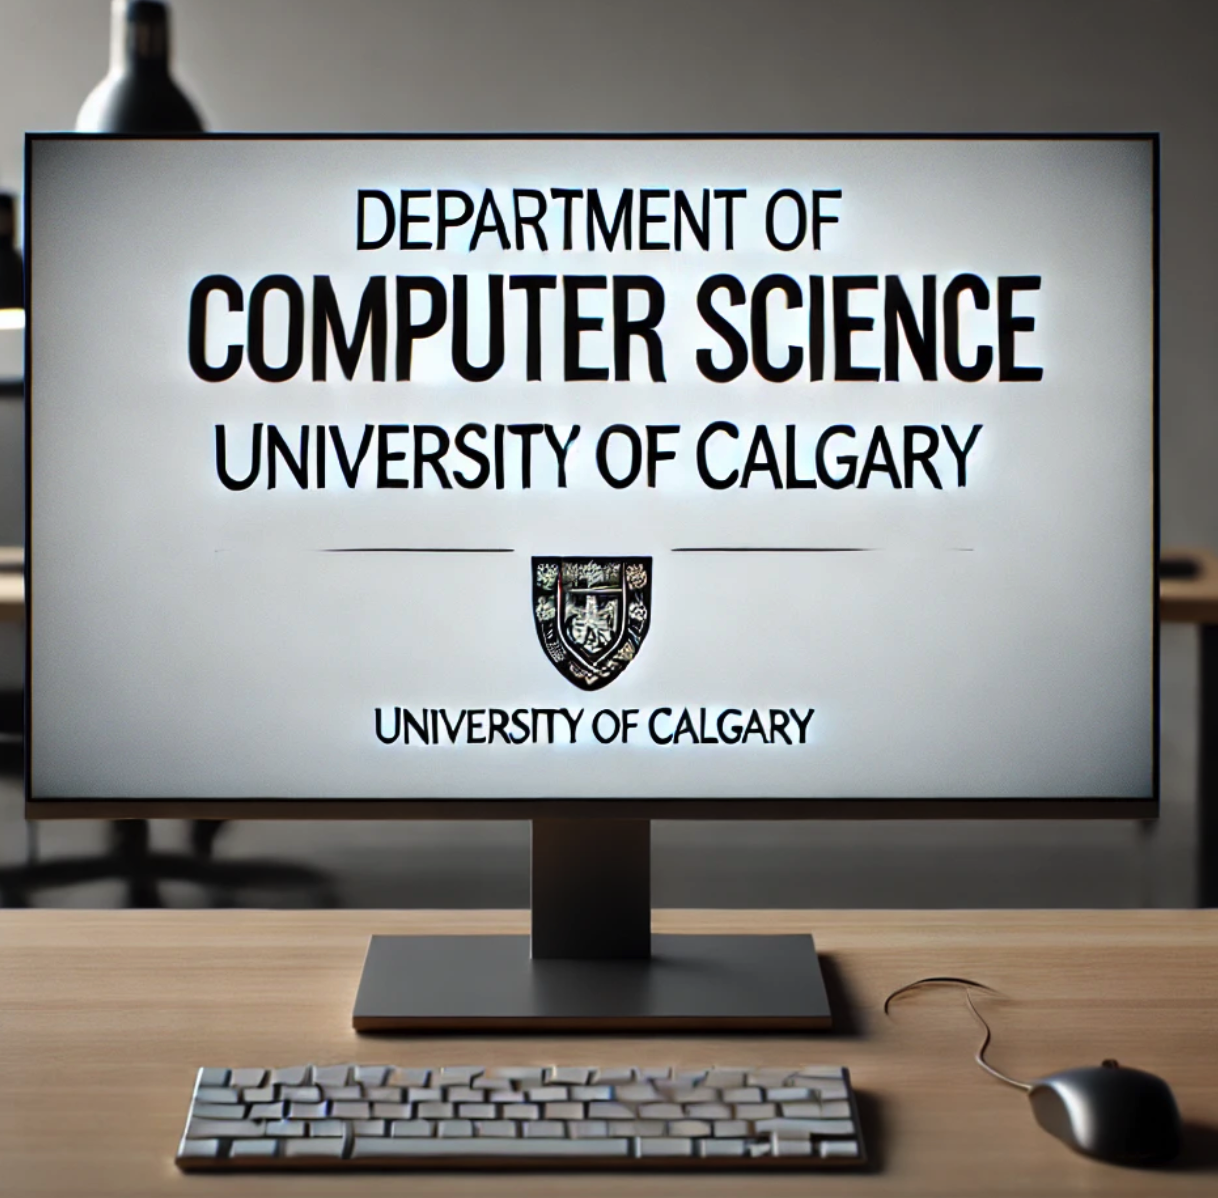 DEPARTMENT OF
COMPUTER SCIENCE
UNIVERSITY OF CALGARY
UNIVERSITY OF CALGARY